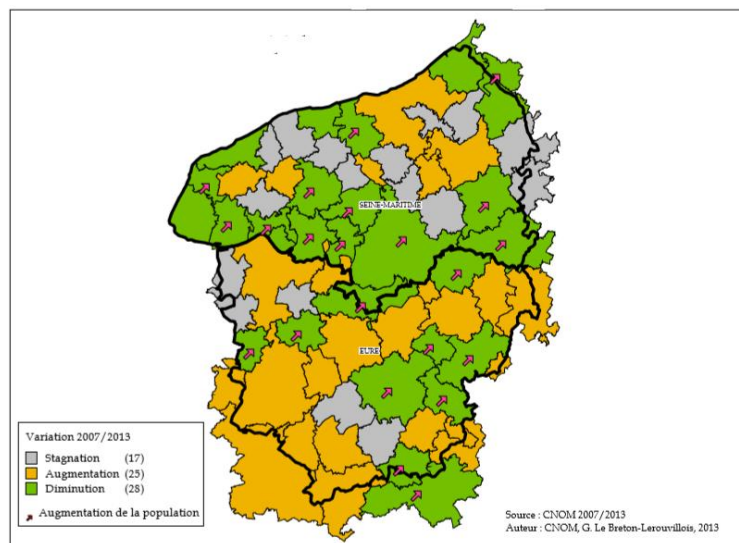 SEINE-MARITIME
EURE
Variation 2007/2013
Stagnation (17)
Augmentation (25)
Diminution (28)
Augmentation de la population
Source : CNOM 2007/2013
Auteur : CNOM, G. Le Breton-Lerouvillois, 2013